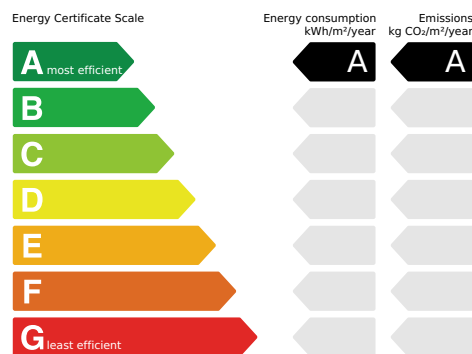 Energy Certificate Scale
Energy consumption
kWh/m²/year
Emissions
kg CO₂/m²/year
A most efficient
A
A
B
C
D
E
F
G least efficient